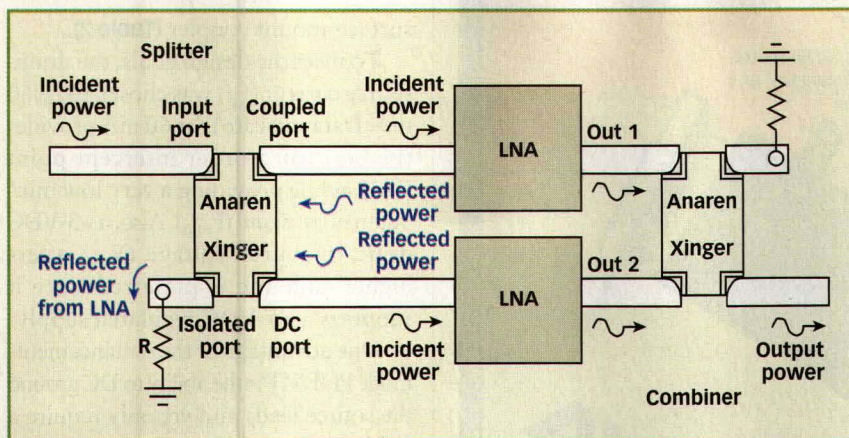 Splitter
Incident
power
Input
port
Coupled
port
Incident
power
LNA
Out 1
Anaren
Xinger
Reflected
power
Reflected
power
Anaren
Xinger
Reflected
power
from LNA
R
Isolated
port
DC
port
Incident
power
LNA
Out 2
Output
power
Combiner